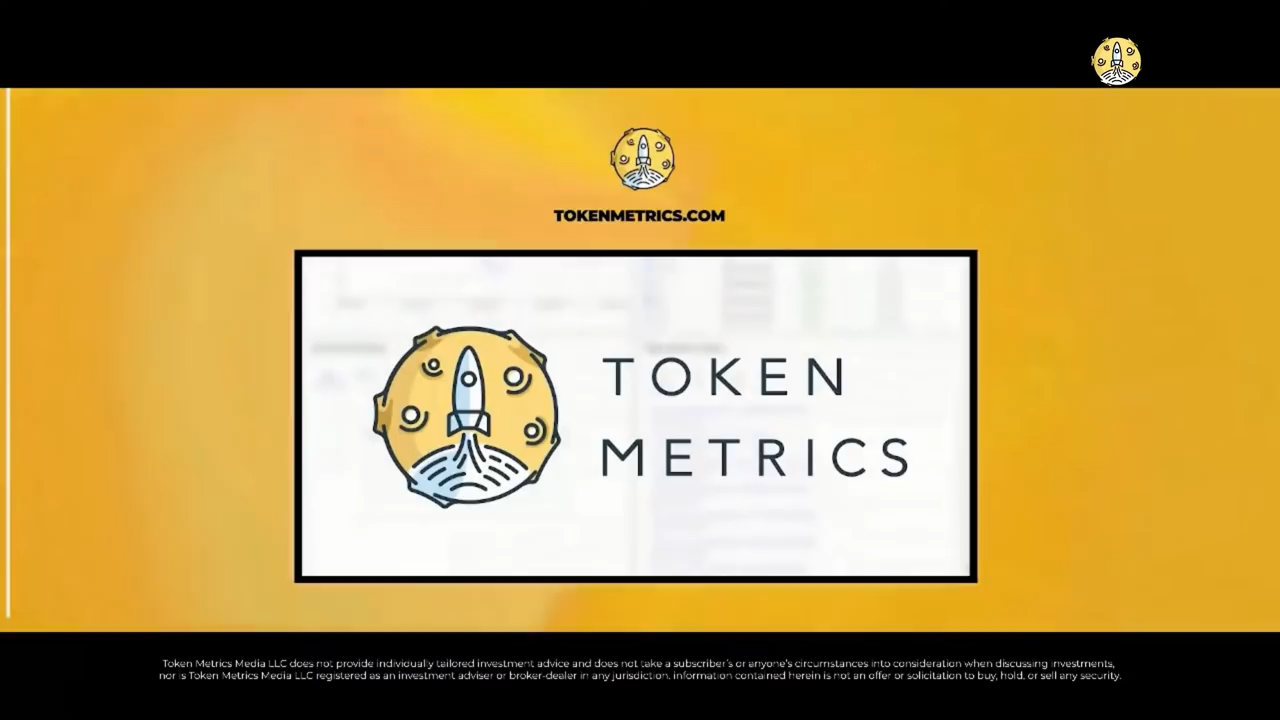 TOKENMETRICS.COM
TOKEN
METRICS
Token Metrics Media LLC does not provide individually tailored investment advice and does not take a subscriber's or anyone's circumstances into consideration when discussing investments,
nor is Token Metrics Media LLC registered as an investment adviser or broker-dealer in any jurisdiction. information contained herein is not an offer or solicitation to buy, hold, or sell any security.